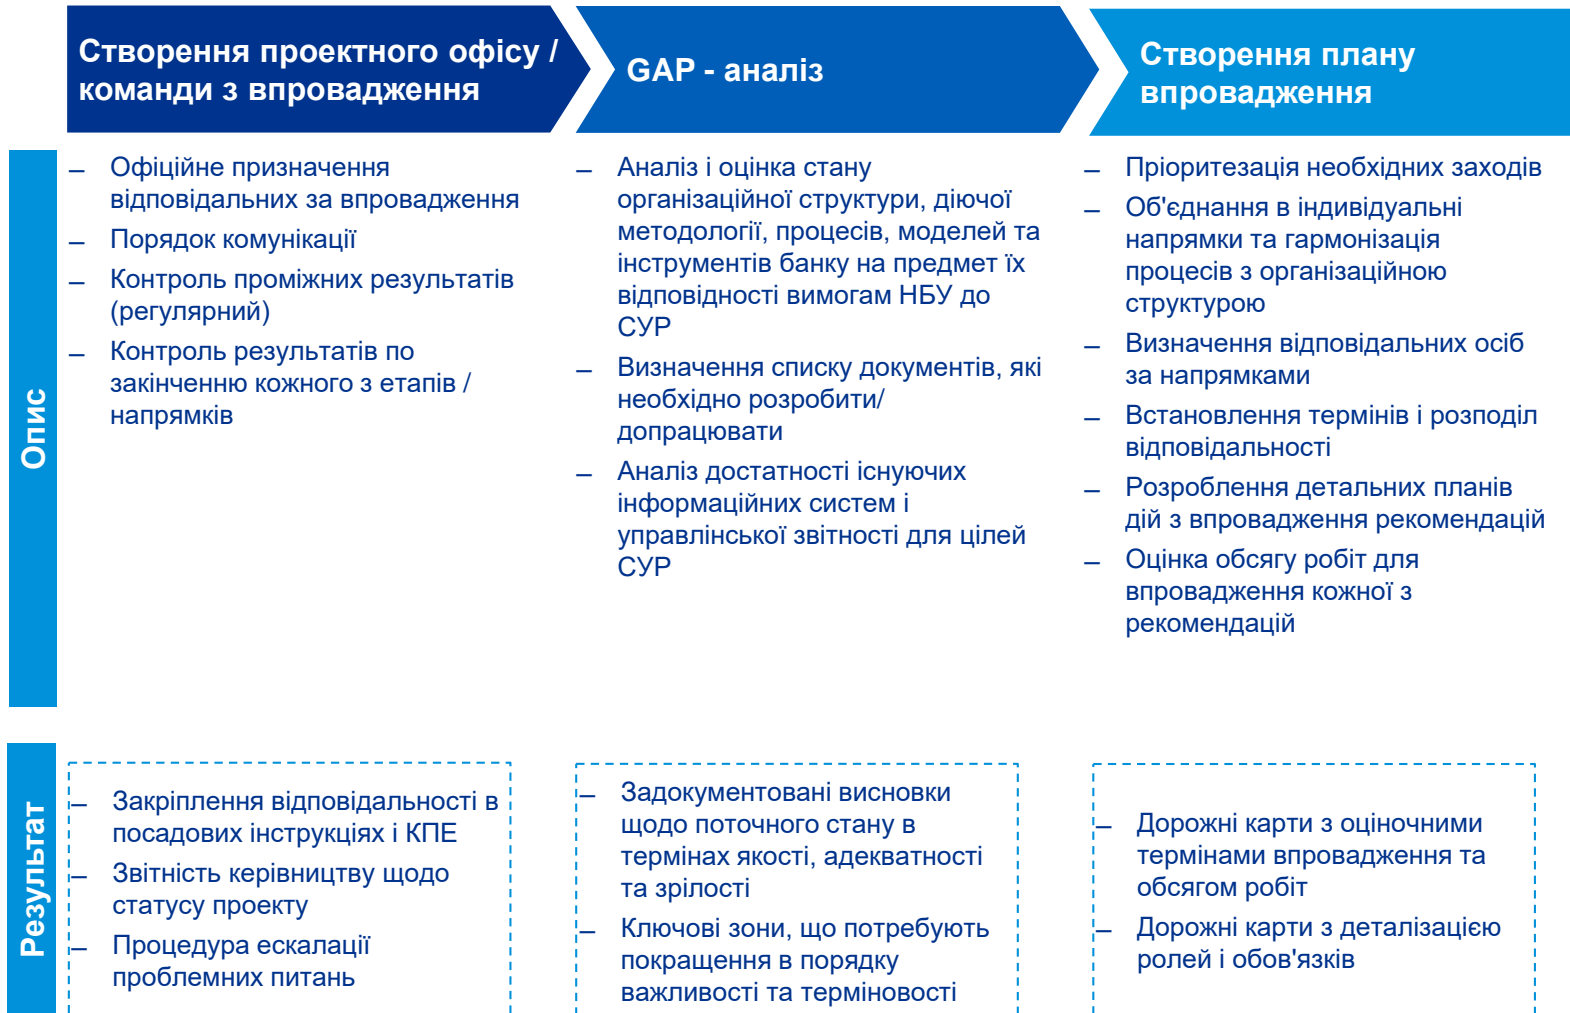 Створення проектного офісу /
команди з впровадження
GAP - аналіз
Створення плану
впровадження
Опис
– Офіційне призначення
відповідальних за впровадження
– Порядок комунікації
– Контроль проміжних результатів
(регулярний)
– Контроль результатів по
закінченню кожного з етапів /
напрямків
– Аналіз і оцінка стану
організаційної структури, діючої
методології, процесів, моделей та
інструментів банку на предмет їх
відповідності вимогам НБУ до
СУР
– Визначення списку документів, які
необхідно розробити/
допрацювати
– Аналіз достатності існуючих
інформаційних систем і
управлінської звітності для цілей
СУР
– Пріоритезація необхідних заходів
– Об'єднання в індивідуальні
напрямки та гармонізація
процесів з організаційною
структурою
– Визначення відповідальних осіб
за напрямками
– Встановлення термінів і розподіл
відповідальності
– Розроблення детальних планів
дій з впровадження рекомендацій
– Оцінка обсягу робіт для
впровадження кожної з
рекомендацій
Результат
– Закріплення відповідальності в
посадових інструкціях і КПЕ
– Звітність керівництву щодо
статусу проекту
– Процедура ескалації
проблемних питань
– Задокументовані висновки
щодо поточного стану в
термінах якості, адекватності
та зрілості
– Ключові зони, що потребують
покращення в порядку
важливості та терміновості
– Дорожні карти з оціночними
термінами впровадження та
обсягом робіт
– Дорожні карти з деталізацією
ролей і обов'язків